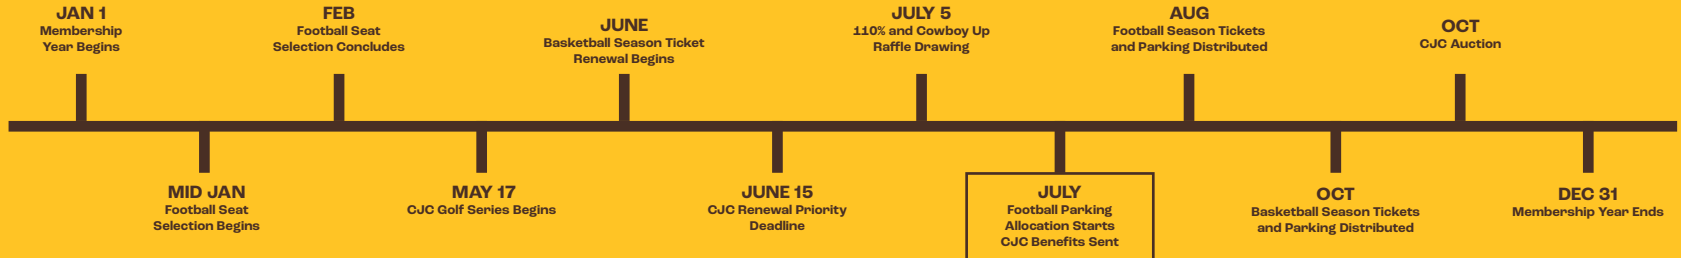 JAN 1
Membership
Year Begins
FEB
Football Seat
Selection Concludes
JUNE
Basketball Season Ticket
Renewal Begins
JULY 5
110% and Cowboy Up
Raffle Drawing
AUG
Football Season Tickets
and Parking Distributed
OCT
CJC Auction
MID JAN
Football Seat
Selection Begins
MAY 17
CJC Golf Series Begins
JUNE 15
CJC Renewal Priority
Deadline
JULY
Football Parking
Allocation Starts
CJC Benefits Sent
OCT
Basketball Season Tickets
and Parking Distributed
DEC 31
Membership Year Ends